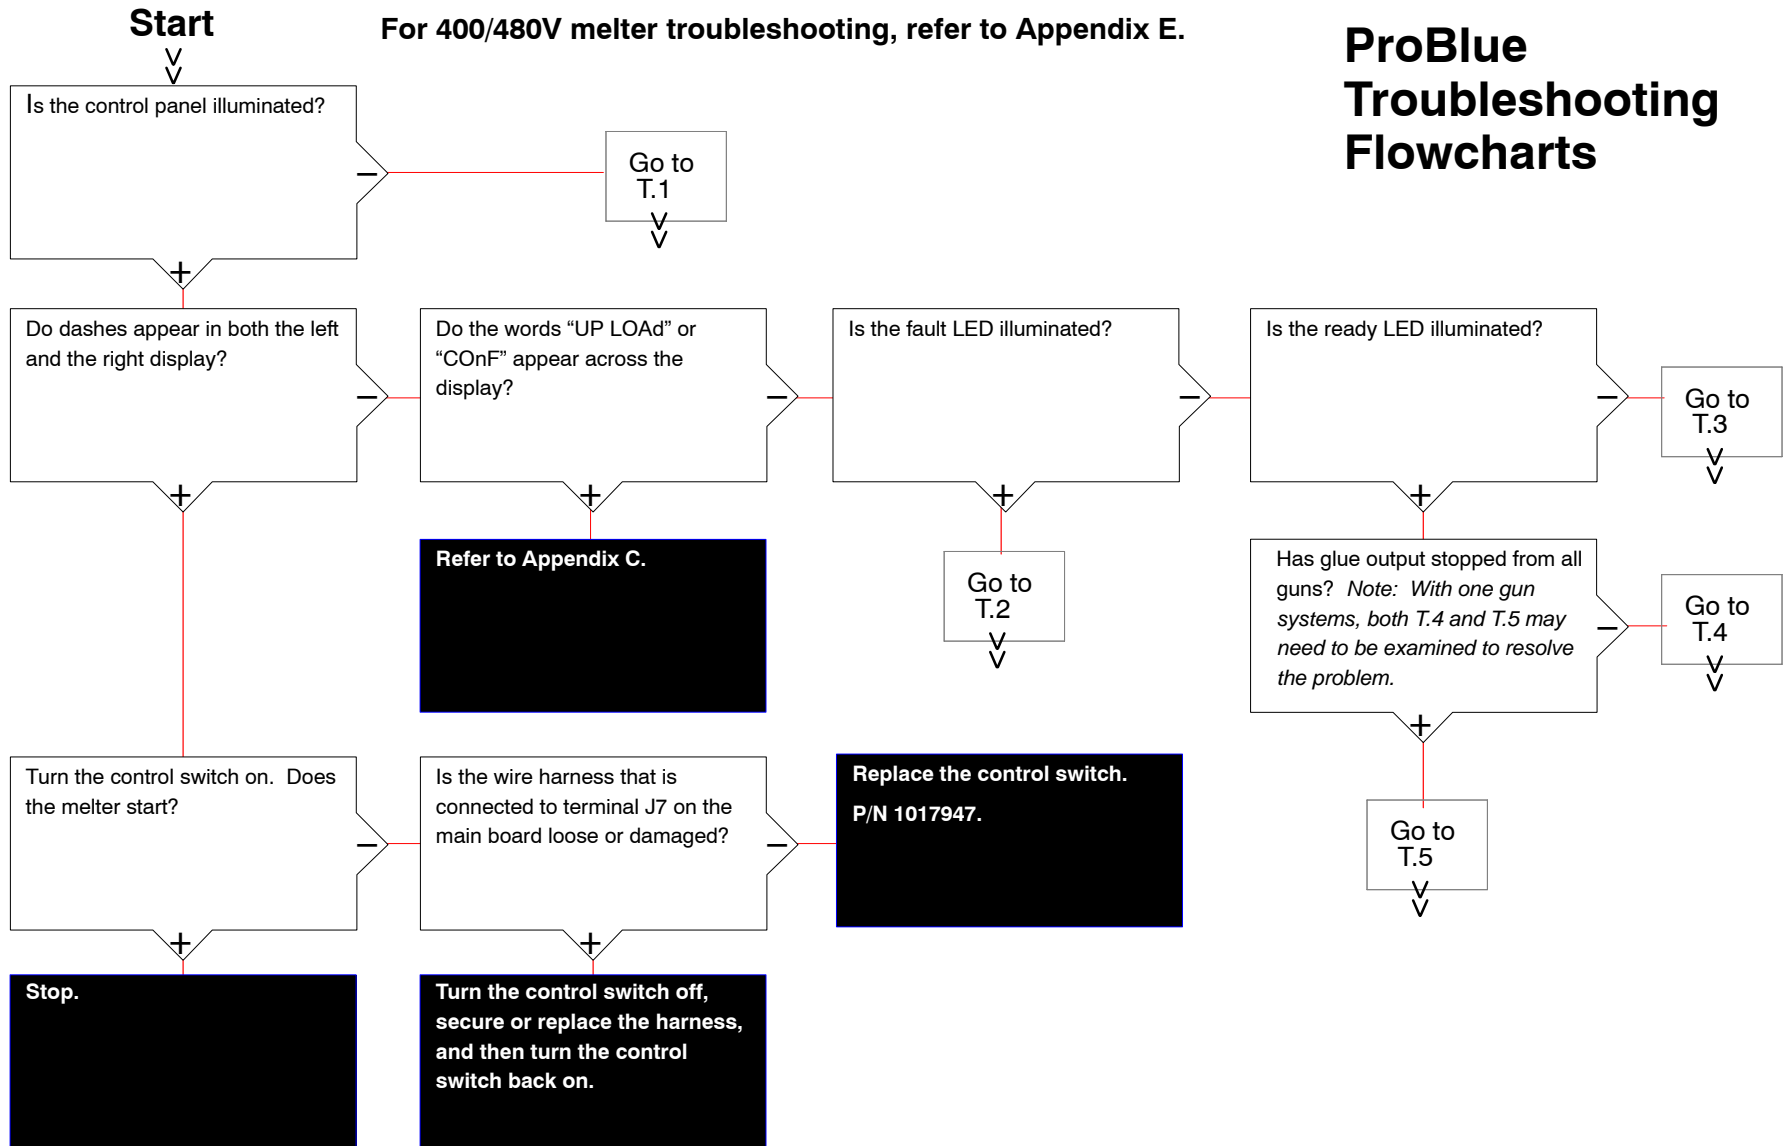 Start
For 400/480V melter troubleshooting, refer to Appendix E.
ProBlue
Troubleshooting
Flowcharts
Is the control panel illuminated?
−
Go to
T.1
+
Do dashes appear in both the left
and the right display?
−
+
Do the words “UP LOAd” or
“COnF” appear across the
display?
−
+
Is the fault LED illuminated?
−
+
Is the ready LED illuminated?
−
+
Go to
T.3
Refer to Appendix C.
Go to
T.2
Has glue output stopped from all
guns? Note: With one gun
systems, both T.4 and T.5 may
need to be examined to resolve
the problem.
−
+
Go to
T.4
Turn the control switch on. Does
the melter start?
−
+
Is the wire harness that is
connected to terminal J7 on the
main board loose or damaged?
−
+
Replace the control switch.
P/N 1017947.
Go to
T.5
Stop.
Turn the control switch off,
secure or replace the harness,
and then turn the control
switch back on.